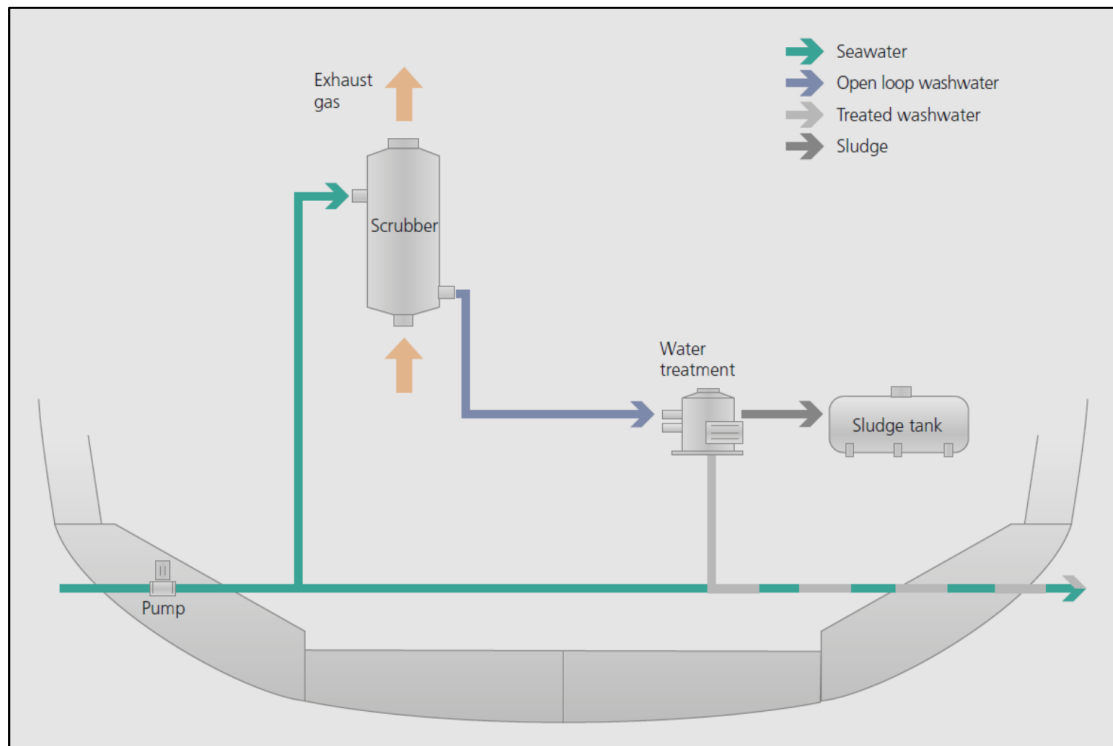 Seawater
Open loop washwater
Treated washwater
Sludge
Exhaust
gas
Scrubber
Water
treatment
Sludge tank
Pump